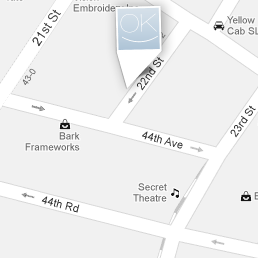 Embroidery
OK
Yellow
Cab SL
21st St
43-0
22nd St
23rd St
Bark
Frameworks
44th Ave
Secret
Theatre
44th Rd